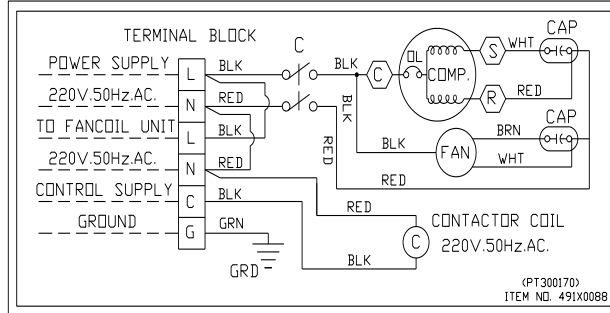 TERMINAL BLOCK
C
CAP
POWER SUPPLY
L
BLK
BLK
C
OL
COMP.
S
WHT
220V.50Hz.AC.
N
RED
R
RED
TO FANCOIL UNIT
L
BLK
BLK
RED
BLK
FAN
BRN
WHT
CAP
220V.50Hz.AC.
N
RED
RED
CONTROL SUPPLY
C
BLK
RED
GROUND
G
GRN
GRD
BLK
C
CONTACTOR COIL
220V.50Hz.AC.
(PT300170)
ITEM NO. 491X0088